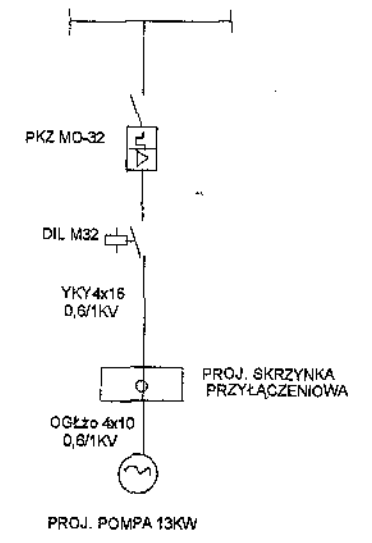 PKZ MO-32
DIL M32
YKY4x16
0,6/1KV
PROJ. SKRZYNKA
PRZYŁĄCZENIOWA
OGŁżo 4x10
0,6/1KV
PROJ. POMPA 13KW